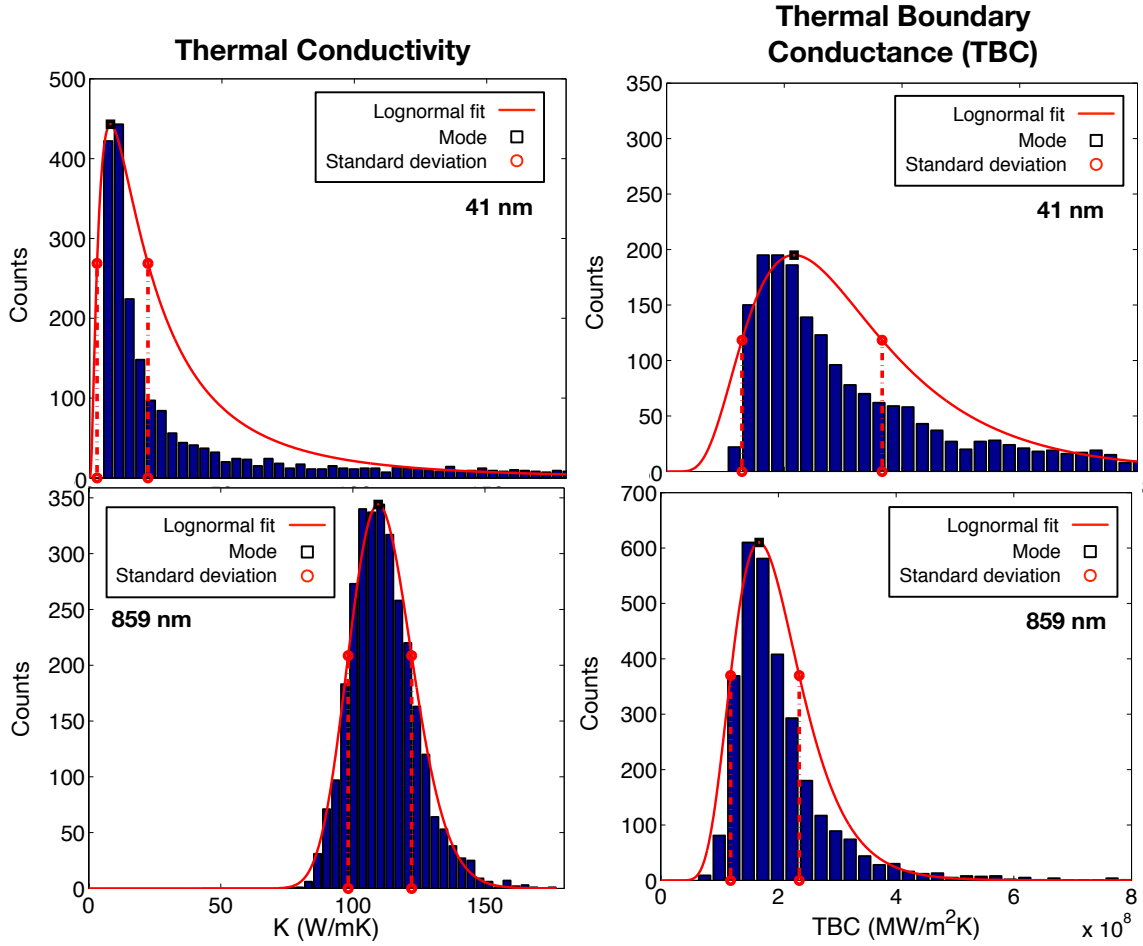 Thermal Conductivity
Thermal Boundary
Conductance (TBC)
500
400
300
200
100
0
Counts
Lognormal fit
Mode
Standard deviation
41 nm
350
300
250
200
150
100
50
0
Counts
Lognormal fit
Mode
Standard deviation
41 nm
350
300
250
200
150
100
50
0
Counts
Lognormal fit
Mode
Standard deviation
859 nm
0
50
100
150
K (W/mK)
700
600
500
400
300
200
100
0
Counts
Lognormal fit
Mode
Standard deviation
859 nm
0
2
4
6
8
TBC (MW/m²K)
x 10⁸